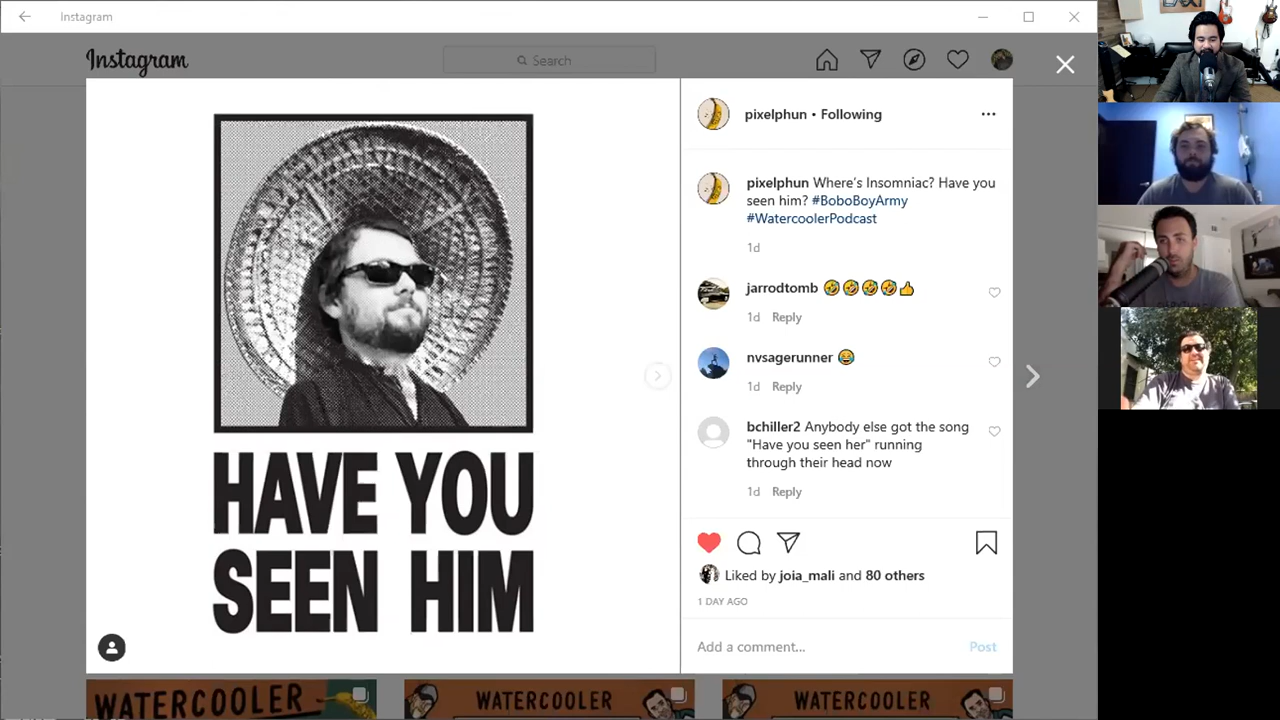 Instagram
Instagram
Search
HAVE YOU
SEEN HIM
pixelphun • Following
pixelphun Where's Insomniac? Have you
seen him? #BoboBoyArmy
#WatercoolerPodcast
1d
jarrodtomb 🤣🤣🤣🤣👍
1d Reply
nvsagerunner 😂
1d Reply
bchiller2 Anybody else got the song
"Have you seen her" running
through their head now
1d Reply
Liked by joia_mali and 80 others
1 DAY AGO
Add a comment... Post
WATERCOOLER
WATERCOOLER
WATERCOOLER